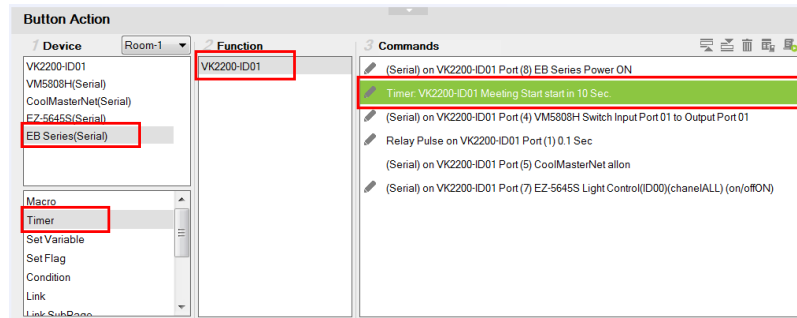 Button Action
1 Device Room-1 2 Function 3 Commands
VK2200-ID01
VM5808H(Serial)
CoolMasterNet(Serial)
EZ-5645S(Serial)
EB Series(Serial)
Macro
Timer
Set Variable
Set Flag
Condition
Link
Link SubPage
VK2200-ID01
(Serial) on VK2200-ID01 Port (8) EB Series Power ON
Timer: VK2200-ID01 Meeting Start start in 10 Sec.
(Serial) on VK2200-ID01 Port (4) VM5808H Switch Input Port 01 to Output Port 01
Relay Pulse on VK2200-ID01 Port (1) 0.1 Sec
(Serial) on VK2200-ID01 Port (5) CoolMasterNet allon
(Serial) on VK2200-ID01 Port (7) EZ-5645S Light Control(ID00)(chanelALL) (on/offON)